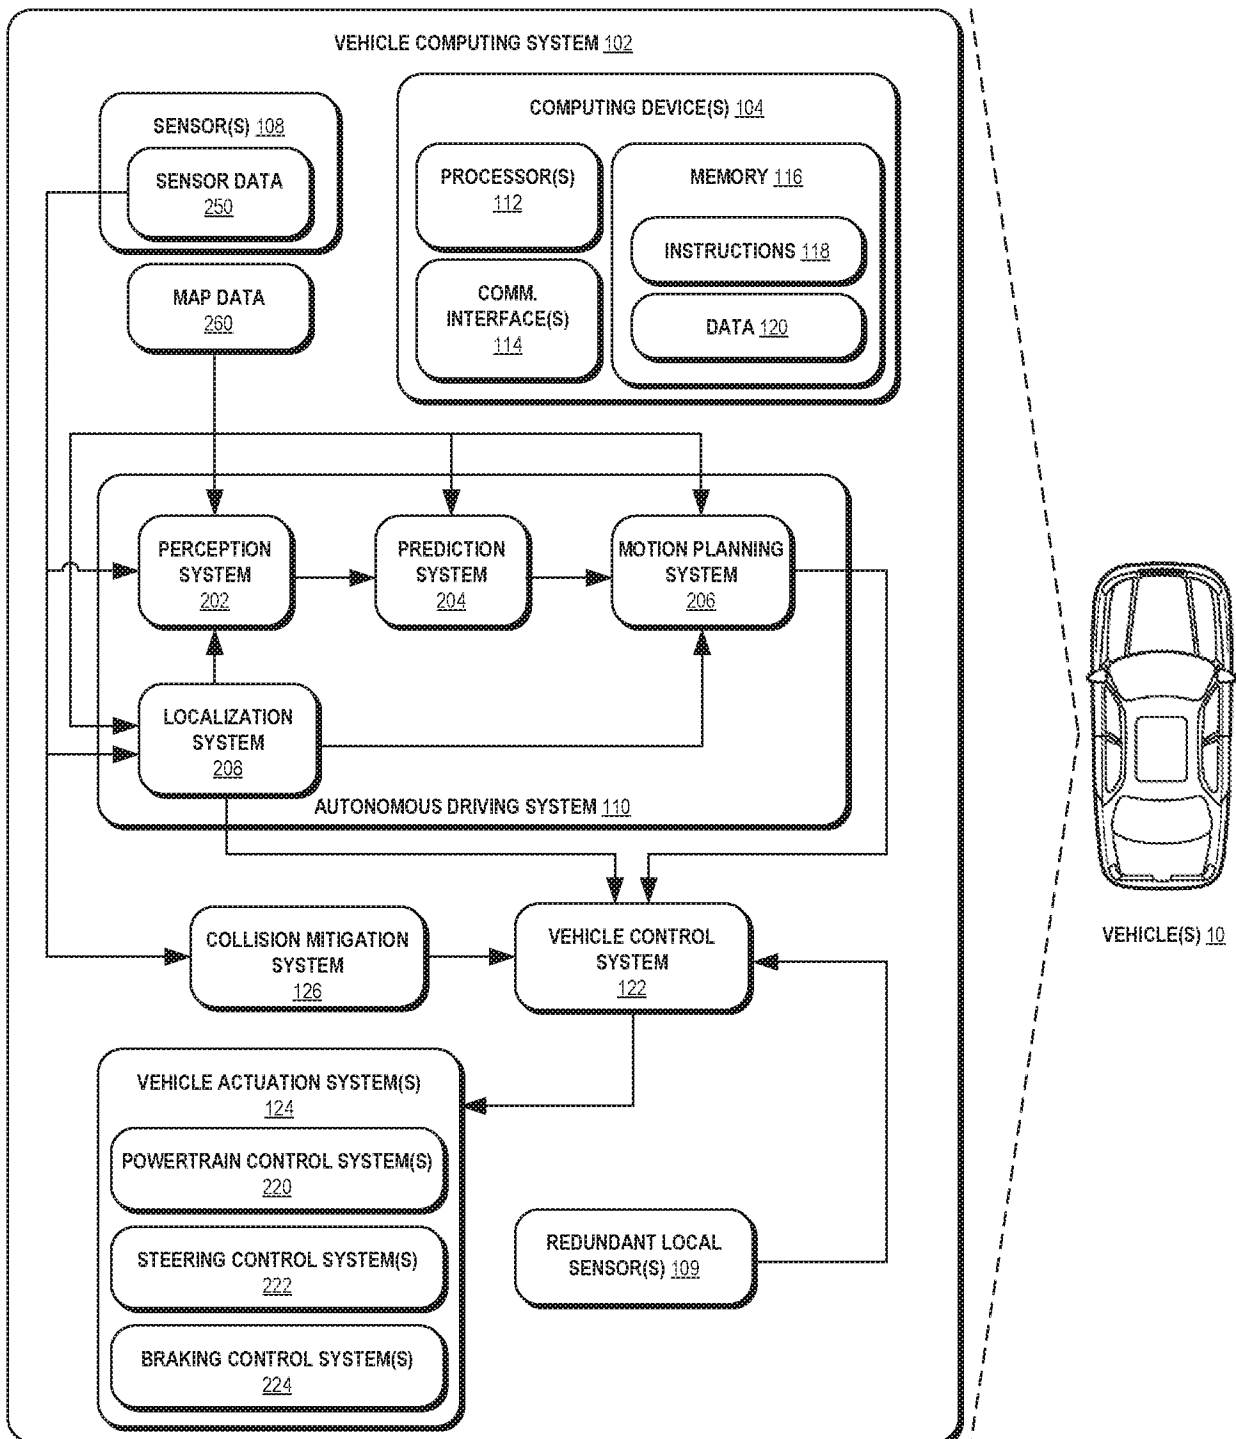 VEHICLE COMPUTING SYSTEM 102
SENSOR(S) 108
SENSOR DATA
250
MAP DATA
260
COMPUTING DEVICE(S) 104
PROCESSOR(S)
112
COMM.
INTERFACE(S)
114
MEMORY 116
INSTRUCTIONS 118
DATA 120
PERCEPTION
SYSTEM
202
PREDICTION
SYSTEM
204
MOTION PLANNING
SYSTEM
206
LOCALIZATION
SYSTEM
208
AUTONOMOUS DRIVING SYSTEM 110
COLLISION MITIGATION
SYSTEM
126
VEHICLE CONTROL
SYSTEM
122
VEHICLE(S) 10
VEHICLE ACTUATION SYSTEM(S)
124
POWERTRAIN CONTROL SYSTEM(S)
220
STEERING CONTROL SYSTEM(S)
222
BRAKING CONTROL SYSTEM(S)
224
REDUNDANT LOCAL
SENSOR(S) 109